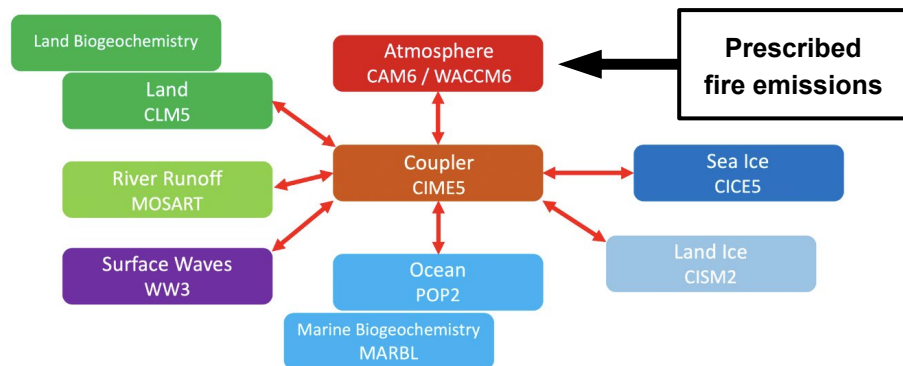 Land Biogeochemistry
Land
CLM5
River Runoff
MOSART
Surface Waves
WW3
Atmosphere
CAM6 / WACCM6
Coupler
CIME5
Ocean
POP2
Marine Biogeochemistry
MARBL
Prescribed
fire emissions
Sea Ice
CICE5
Land Ice
CISM2